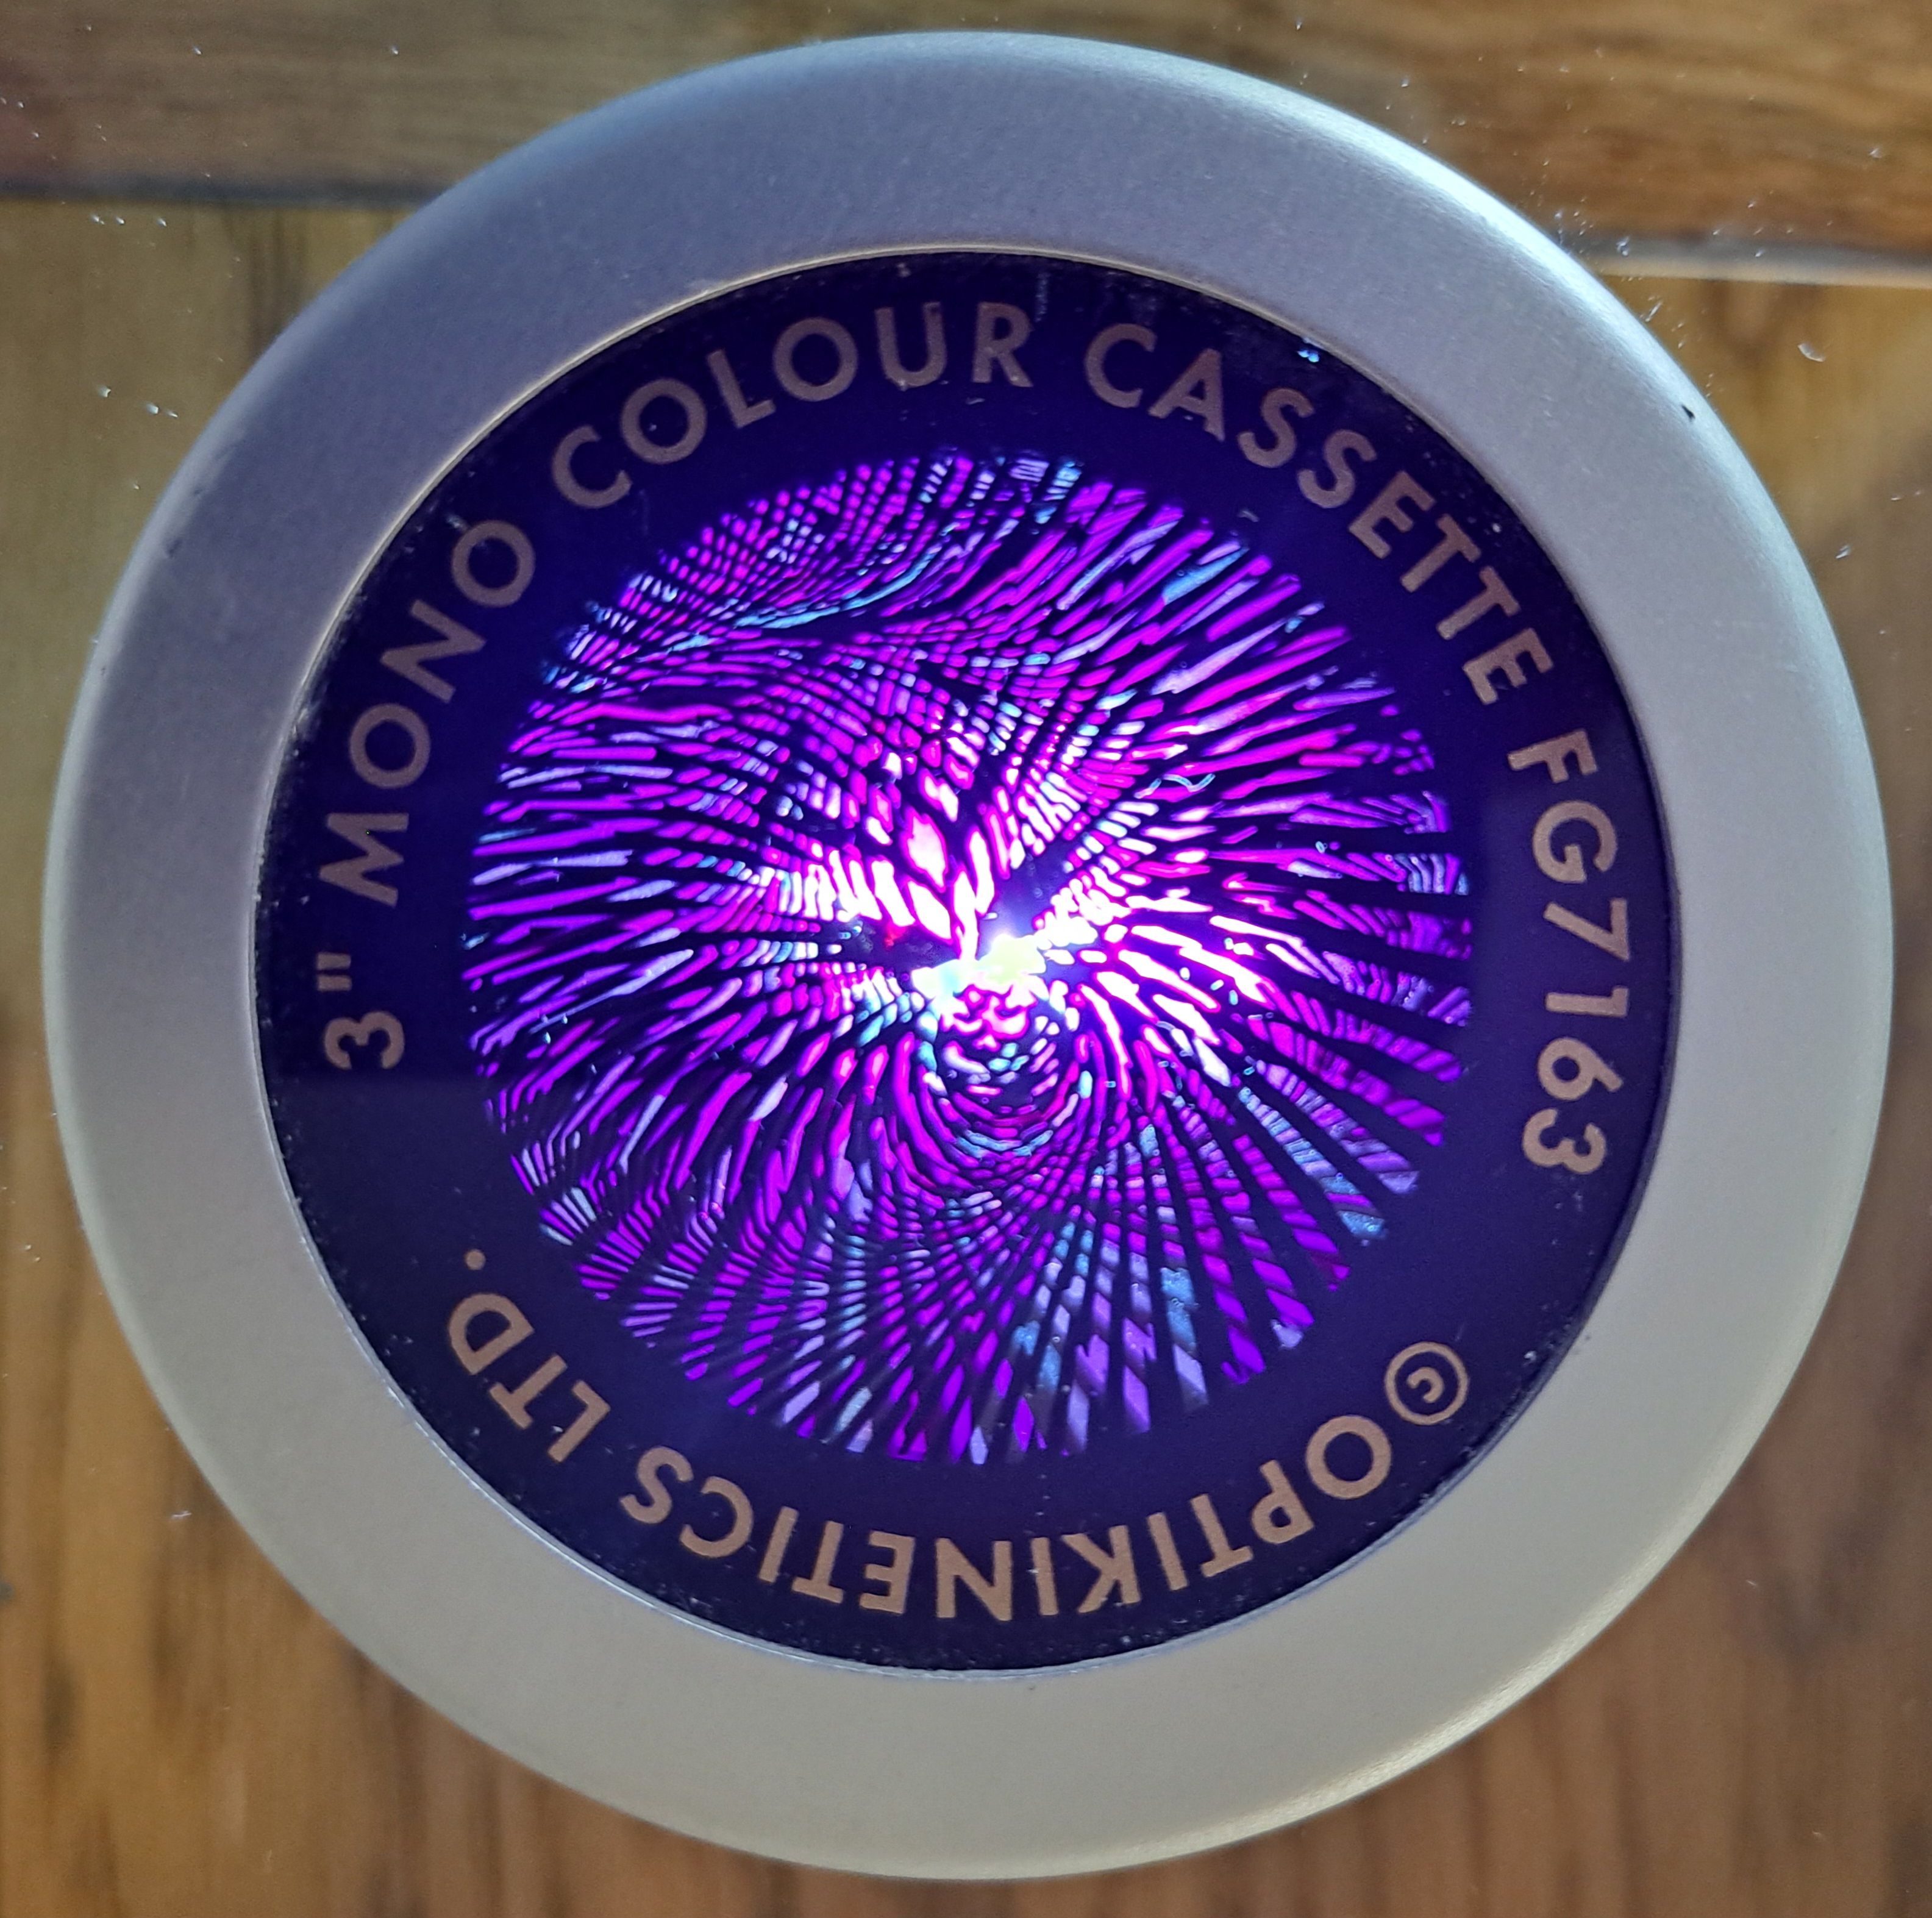 3" MONO COLOUR CASSETTE FG7163
© OPTIKINETICS LTD.